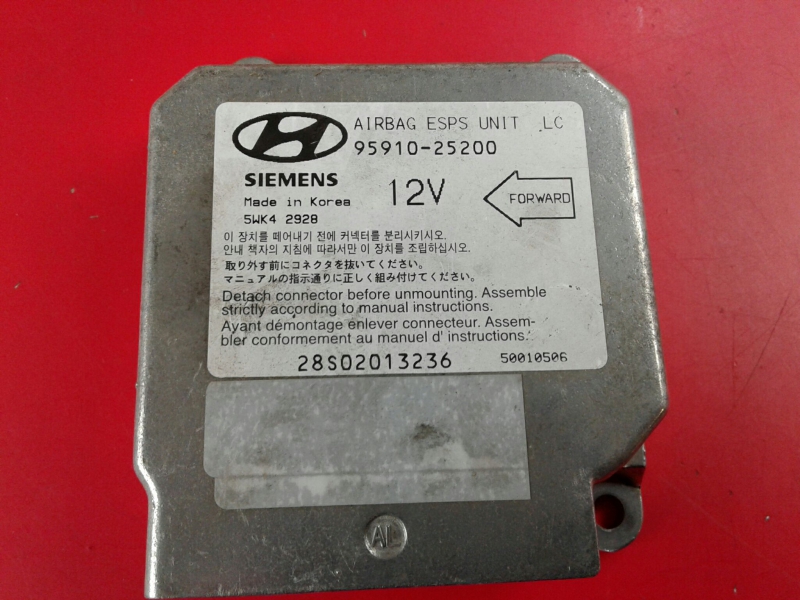 AIRBAG ESPS UNIT LC
95910-25200
SIEMENS
12V
FORWARD
Made in Korea
5WK4 2928
이 장치를 떼어내기 전에 커넥터를 분리시키시오.
안내 책자의 지침에 따라서만 이 장치를 조립하십시오.
取り外す前にコネクタを抜いてください。
マニュアルの指示通りに正しく組み付けてください。
Detach connector before unmounting. Assemble
strictly according to manual instructions.
Ayant démontage enlever connecteur. Assem-
bler conformement au manuel d' instructions.
28S02013236
50010506
AL